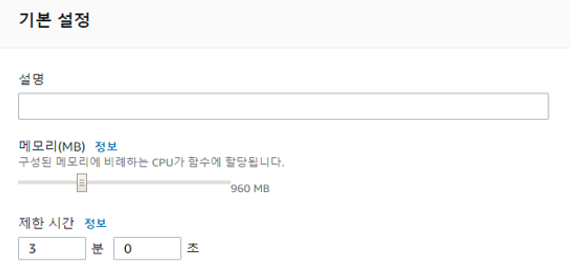 기본 설정
설명
메모리(MB) 정보
구성된 메모리에 비례하는 CPU가 함수에 할당됩니다.
960 MB
제한 시간 정보
3 분 0 초